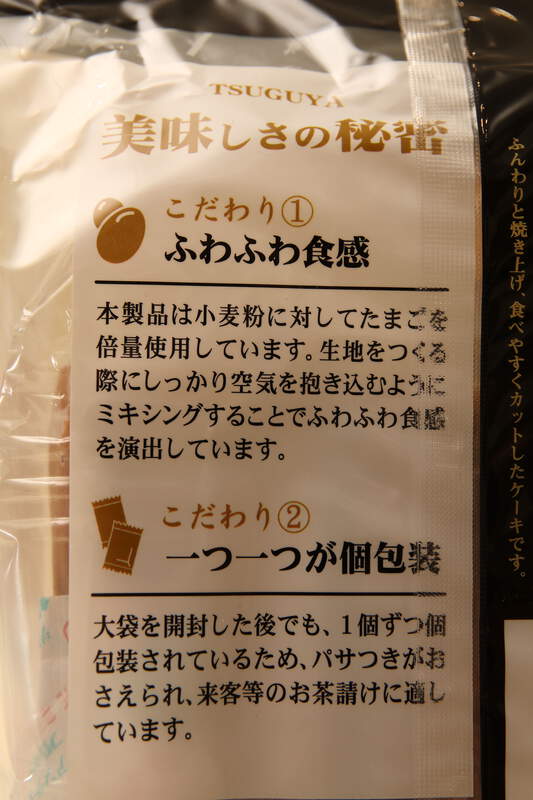 TSUGUYA
美味しさの秘密
こだわり①
ふわふわ食感
本製品は小麦粉に対してたまごを
倍量使用しています。生地をつくる
際にしっかり空気を抱き込むように
ミキシングすることでふわふわ食感
を演出しています。
こだわり②
一つ一つが個包装
大袋を開封した後でも、1個ずつ個
包装されているため、パサつきがお
さえられ、来客等のお茶請けに適し
ています。
ふんわりと焼き上げ、食べやすくカットしたケーキです。